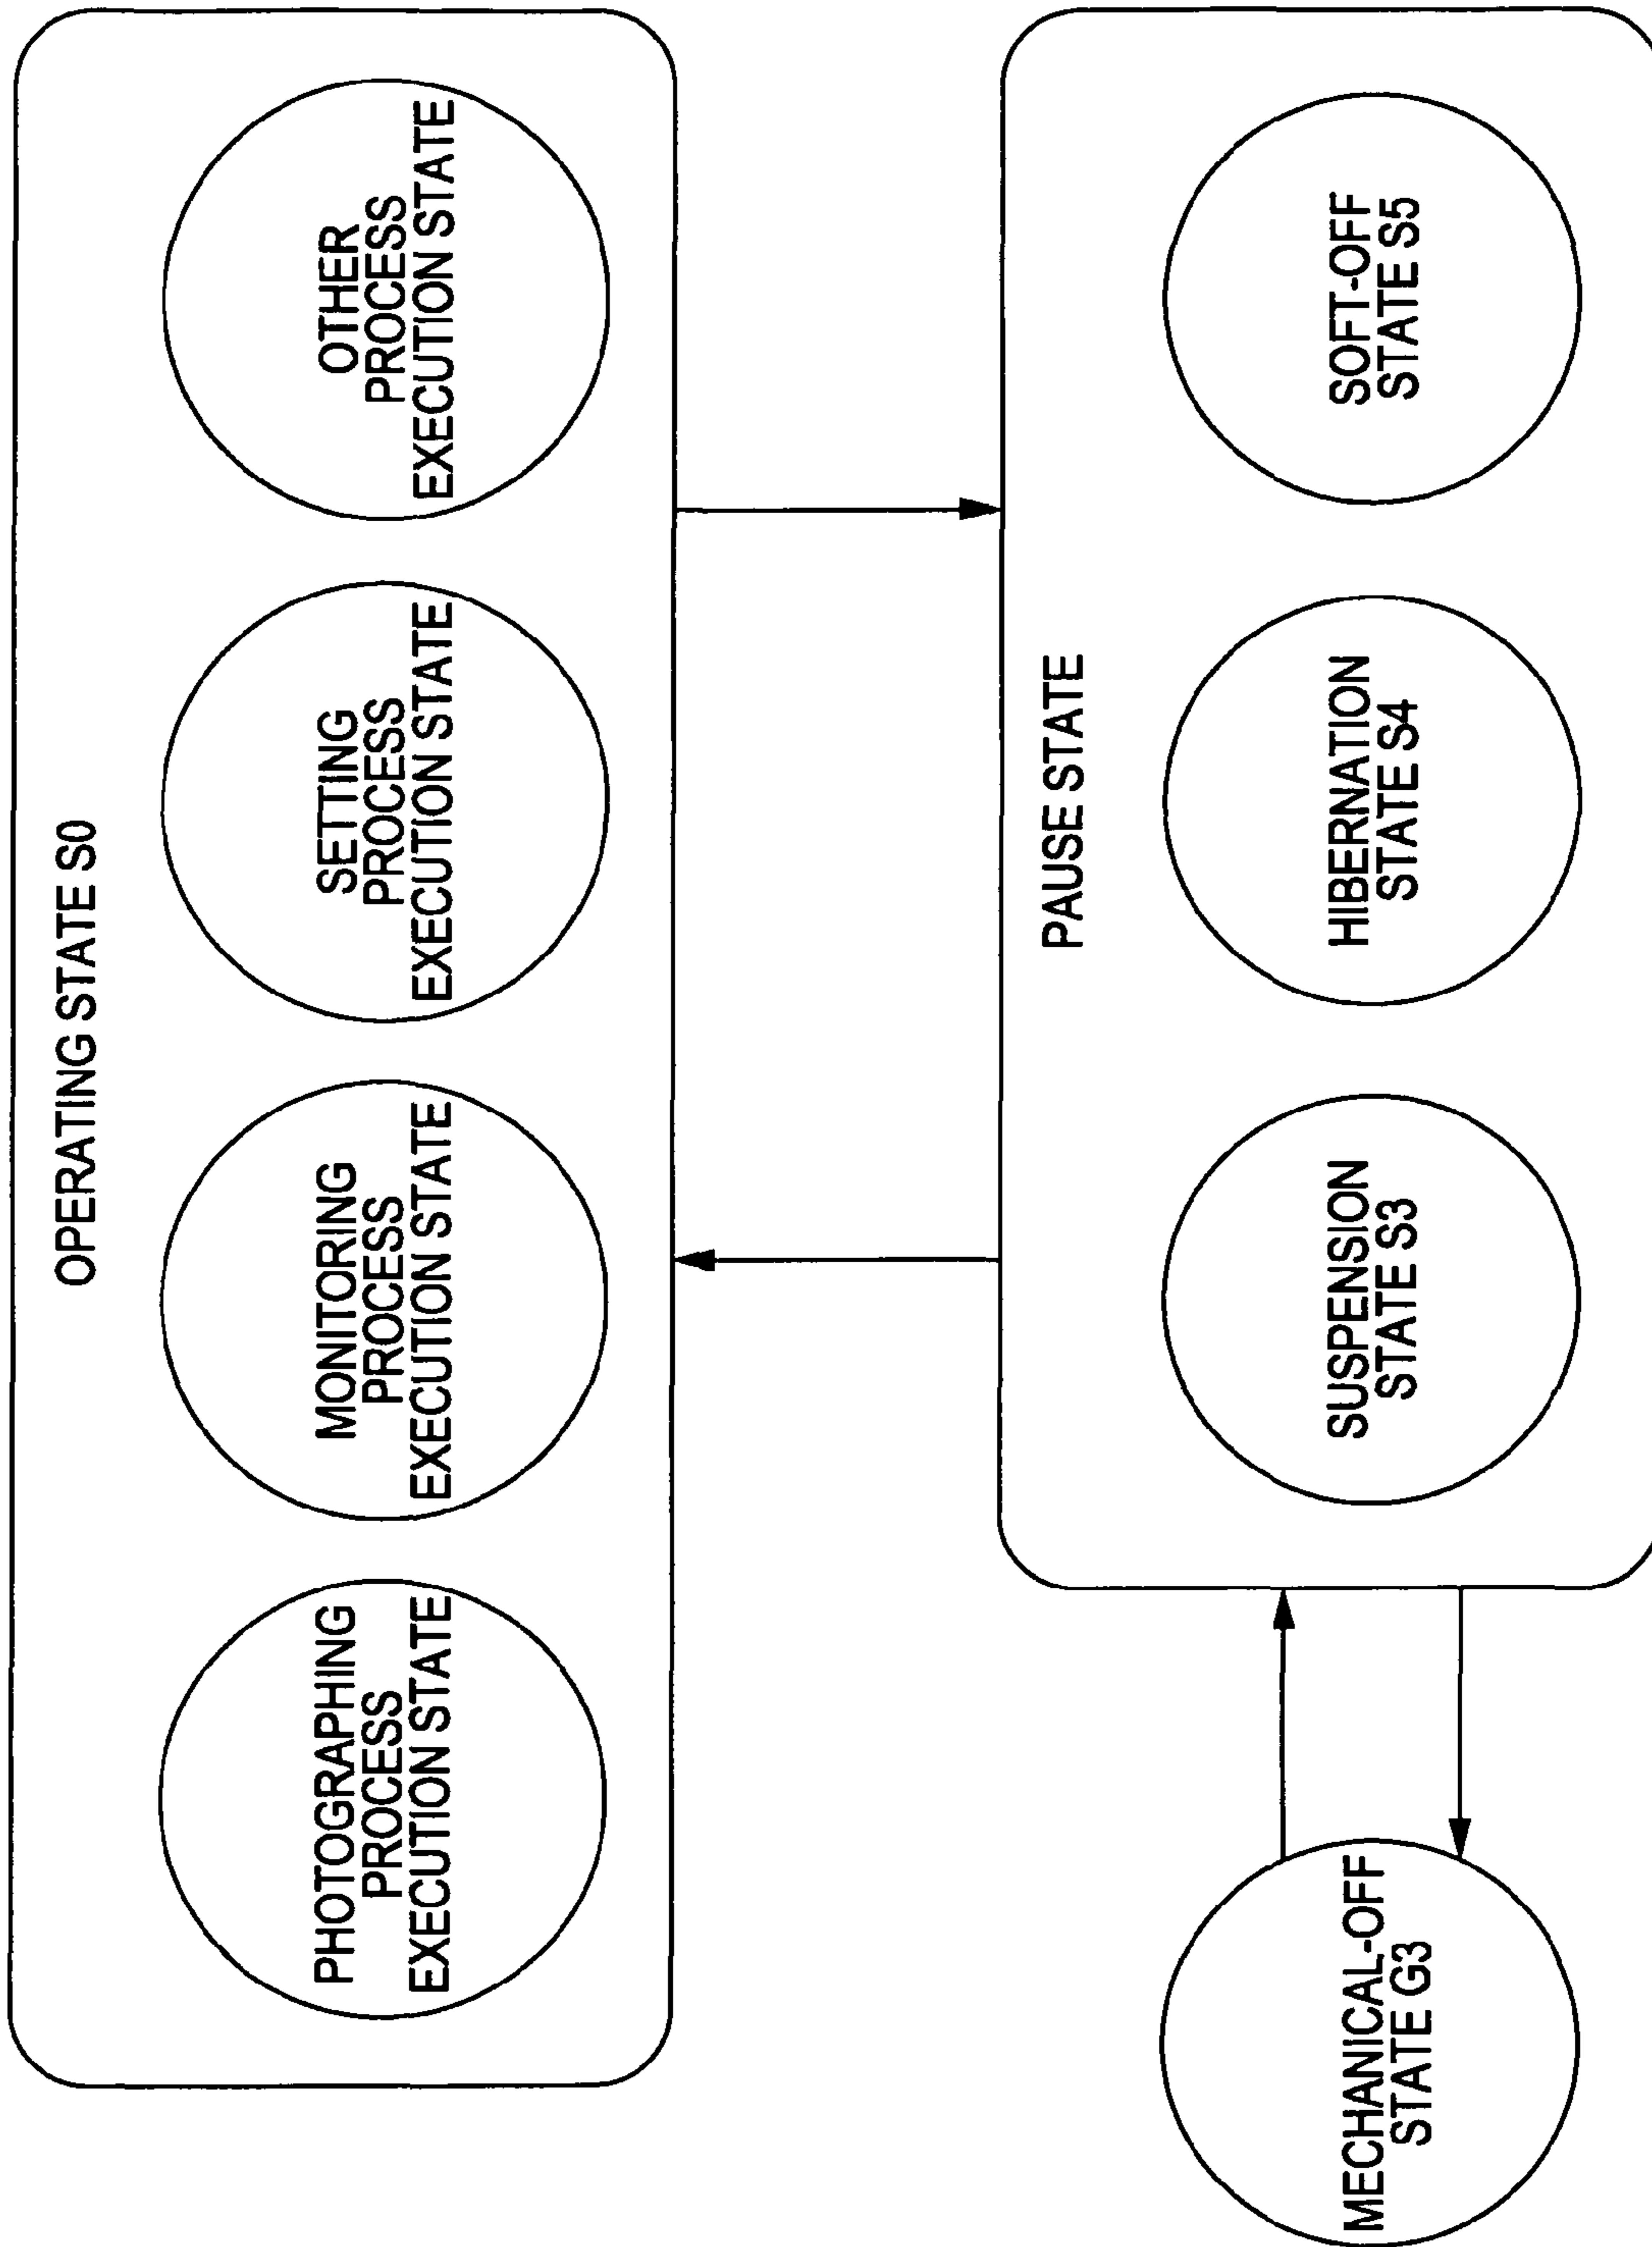 OPERATING STATE S0
PHOTOGRAPHING
PROCESS
EXECUTION STATE
MONITORING
PROCESS
EXECUTION STATE
SETTING
PROCESS
EXECUTION STATE
OTHER
PROCESS
EXECUTION STATE
PAUSE STATE
MECHANICAL-OFF
STATE G3
SUSPENSION
STATE S3
HIBERNATION
STATE S4
SOFT-OFF
STATE S5